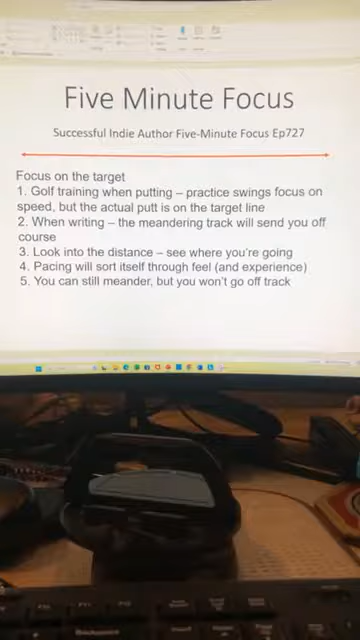 Five Minute Focus
Successful Indie Author Five-Minute Focus Ep727
Focus on the target
1. Golf training when putting – practice swings focus on
speed, but the actual putt is on the target line
2. When writing – the meandering track will send you off
course
3. Look into the distance – see where you're going
4. Pacing will sort itself through feel (and experience)
5. You can still meander, but you won't go off track
Backspace